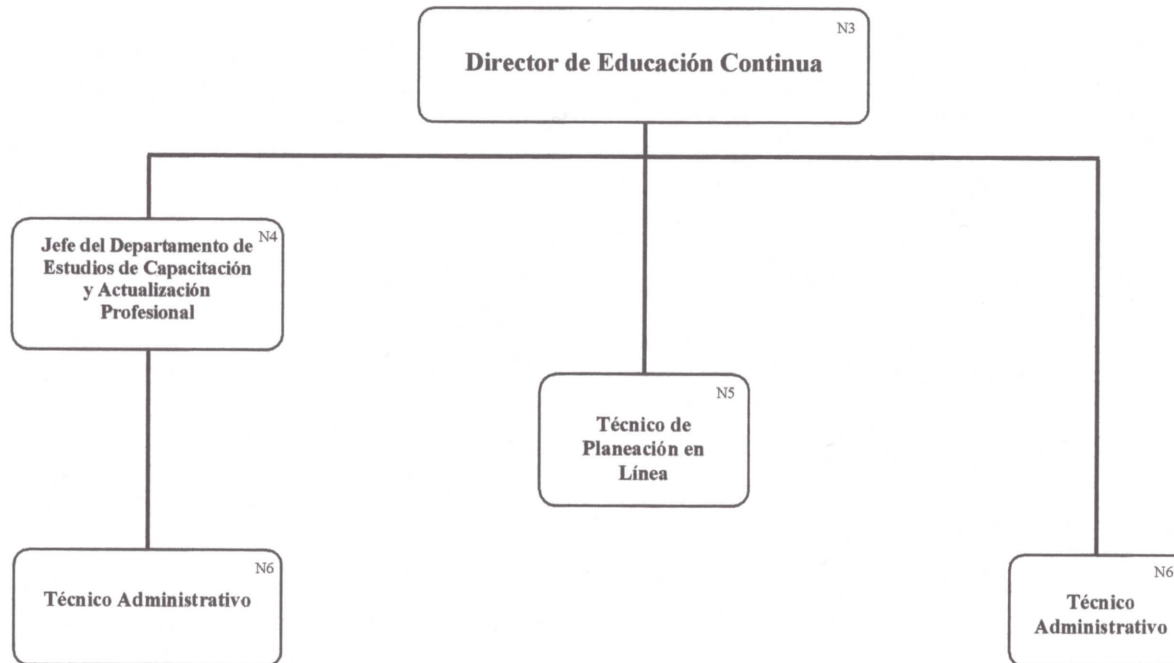 N3
Director de Educación Continua
N4
Jefe del Departamento de
Estudios de Capacitación
y Actualización
Profesional
N5
Técnico de
Planeación en
Línea
N6
Técnico Administrativo
N6
Técnico
Administrativo